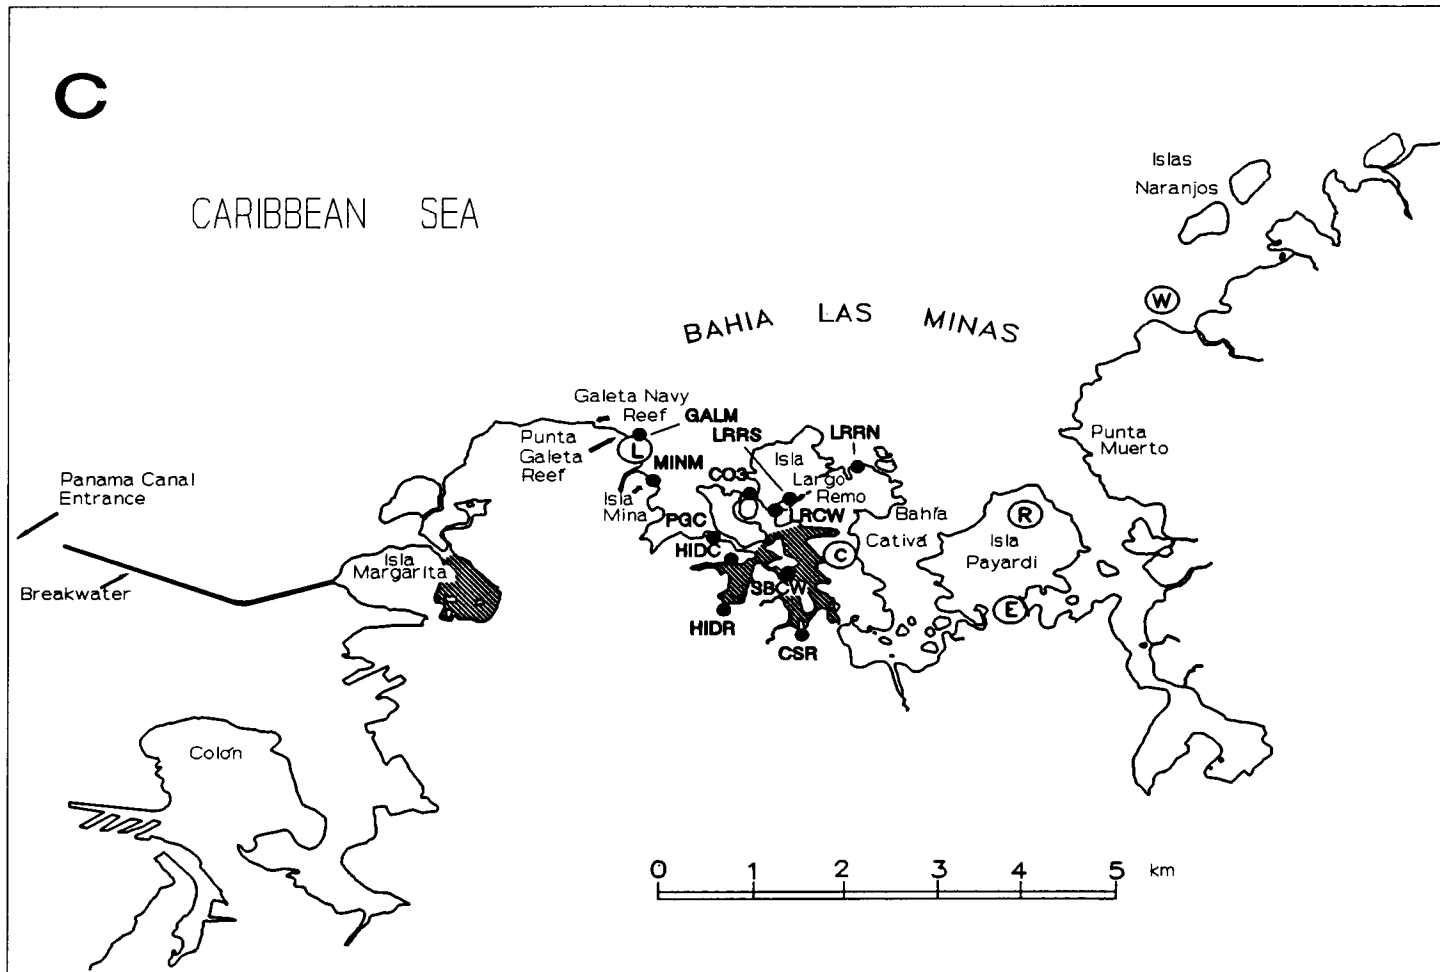 C
CARIBBEAN SEA
Islas
Naranjos
W
BAHIA LAS MINAS
Galeta Navy
Reef
GALM
Punta
Galeta
Reef
L
LRRS
LRRN
Punta
Muerto
MINM
Isla
Largo
Remo
CO3
Isla
Mina
LRCW
Panama Canal
Entrance
PGC
Bahía
Cativá
C
R
Isla
Payardi
HIDC
Isla
Margarita
Breakwater
SBCW
E
HIDR
CSR
Colón
0 1 2 3 4 5 km